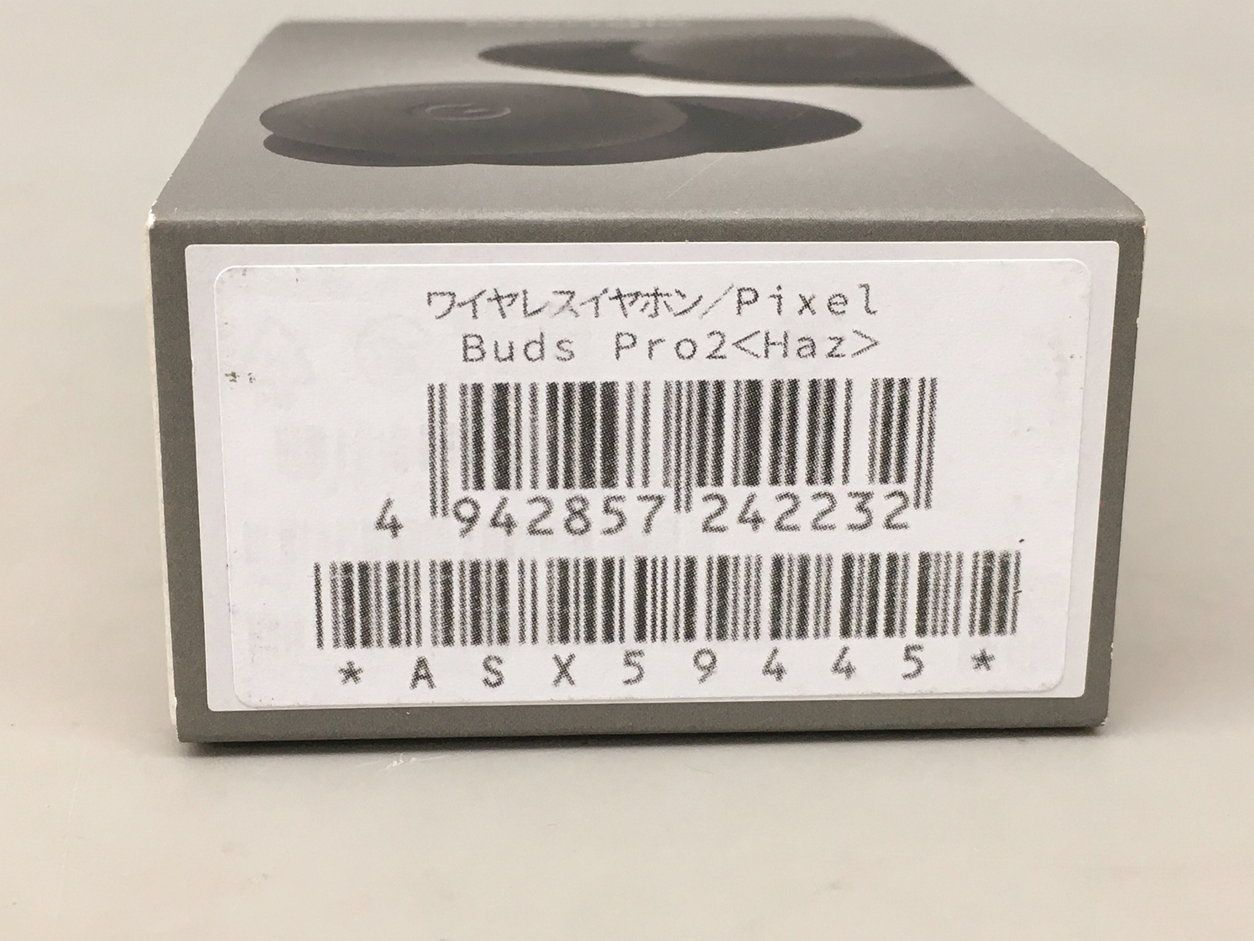 ワイヤレスイヤホン/Pixel
Buds Pro2<Haz>
4 942857 242232
*ASX59445*